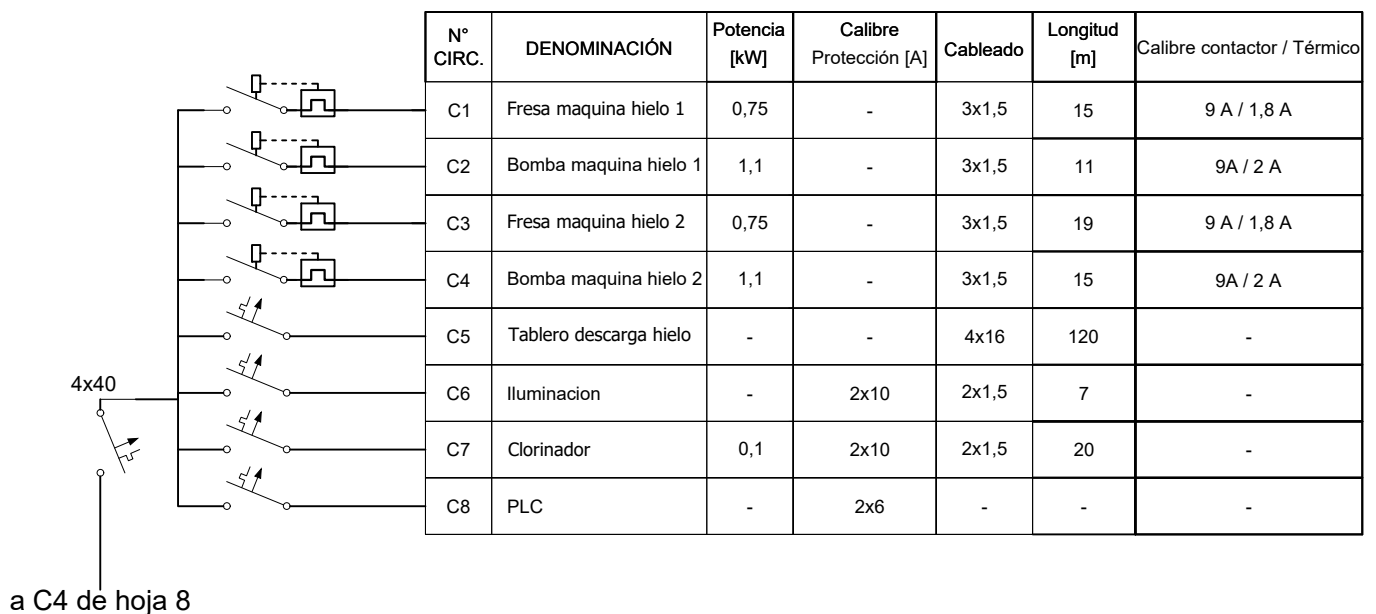 N° CIRC. DENOMINACIÓN Potencia [kW] Calibre Protección [A] Cableado Longitud [m] Calibre contactor / Térmico
C1 Fresa maquina hielo 1 0,75 - 3x1,5 15 9 A / 1,8 A
C2 Bomba maquina hielo 1 1,1 - 3x1,5 11 9A / 2 A
C3 Fresa maquina hielo 2 0,75 - 3x1,5 19 9 A / 1,8 A
C4 Bomba maquina hielo 2 1,1 - 3x1,5 15 9A / 2 A
C5 Tablero descarga hielo - - 4x16 120 -
4x40
C6 Iluminacion - 2x10 2x1,5 7 -
C7 Clorinador 0,1 2x10 2x1,5 20 -
C8 PLC - 2x6 - - -
a C4 de hoja 8